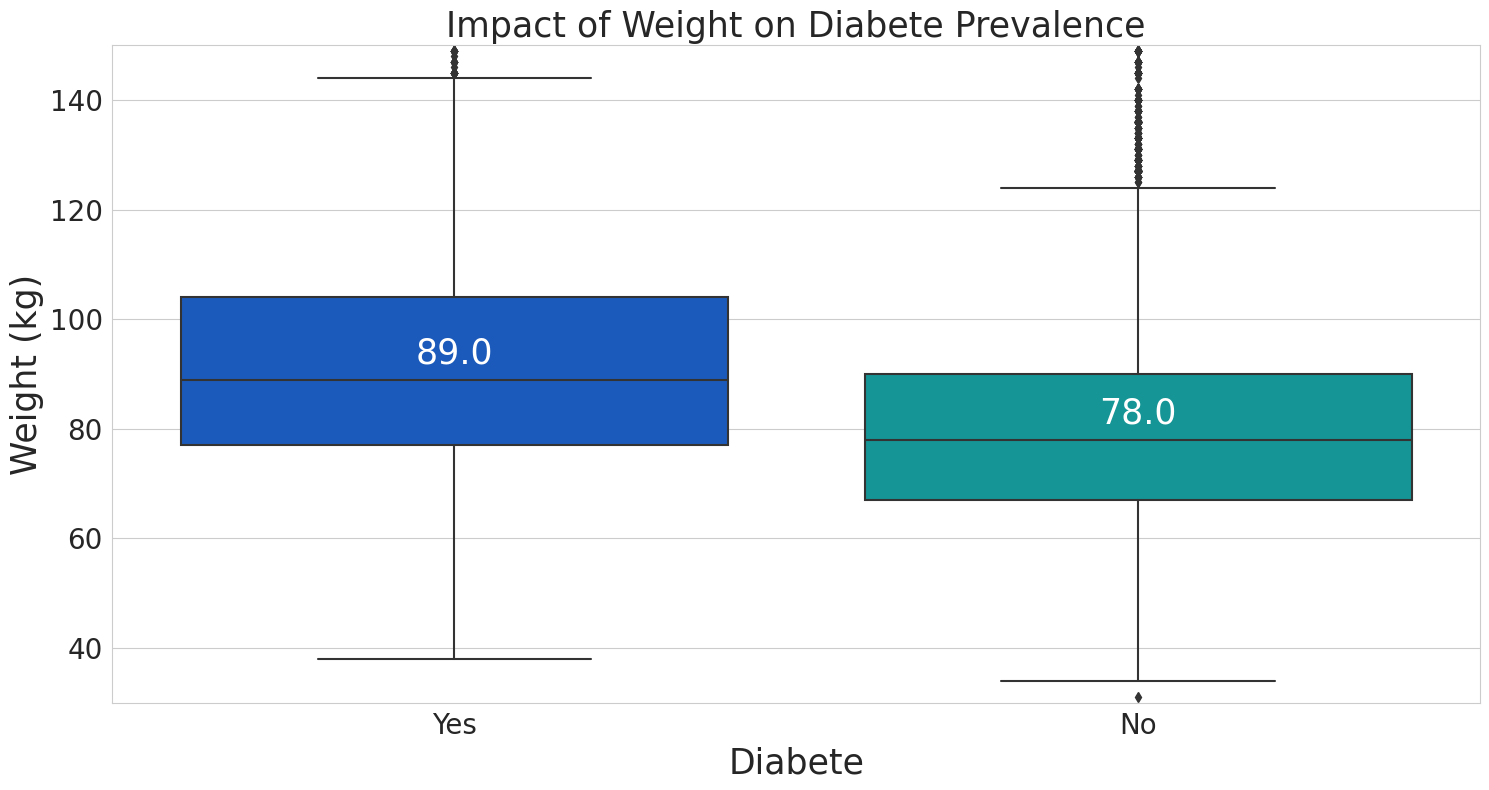 Impact of Weight on Diabete Prevalence
Weight (kg)
140
120
100
80
60
40
89.0
78.0
Yes
No
Diabete